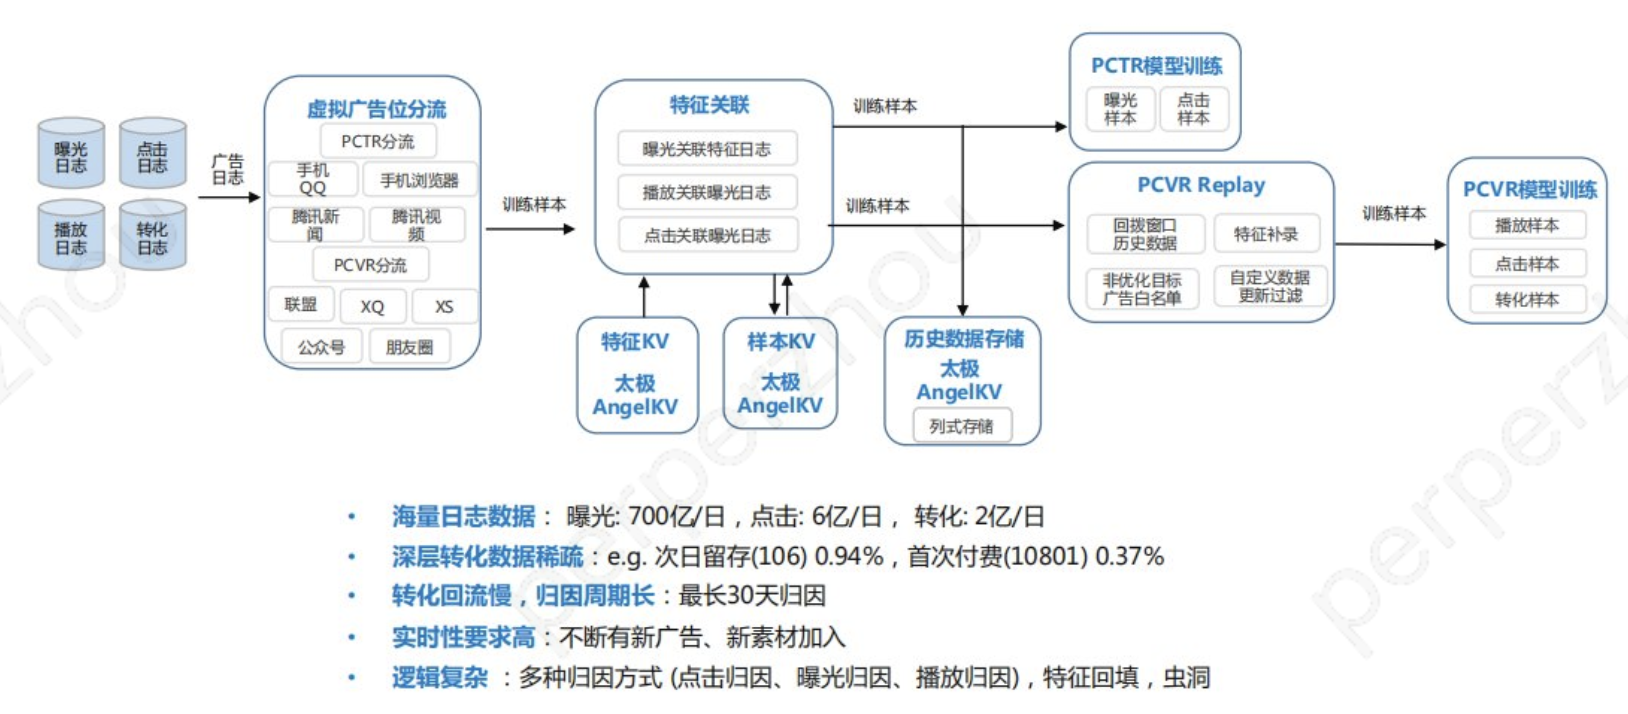 曝光
日志
点击
日志
播放
日志
转化
日志
广告
日志
虚拟广告位分流
PCTR分流
手机
QQ
手机浏览器
腾讯新
闻
腾讯视
频
PCVR分流
联盟
XQ
XS
公众号
朋友圈
训练样本
特征关联
曝光关联特征日志
播放关联曝光日志
点击关联曝光日志
特征KV
太极
AngelKV
样本KV
太极
AngelKV
训练样本
训练样本
历史数据存储
太极
AngelKV
列式存储
PCTR模型训练
曝光
样本
点击
样本
PCVR Replay
回拨窗口
历史数据
特征补录
非优化目标
广告白名单
自定义数据
更新过滤
训练样本
PCVR模型训练
播放样本
点击样本
转化样本
• 海量日志数据： 曝光: 700亿/日，点击: 6亿/日， 转化: 2亿/日
• 深层转化数据稀疏：e.g. 次日留存(106) 0.94%，首次付费(10801) 0.37%
• 转化回流慢，归因周期长：最长30天归因
• 实时性要求高：不断有新广告、新素材加入
• 逻辑复杂 ：多种归因方式 (点击归因、曝光归因、播放归因)，特征回填，虫洞
zhou
perperzhou
perperz